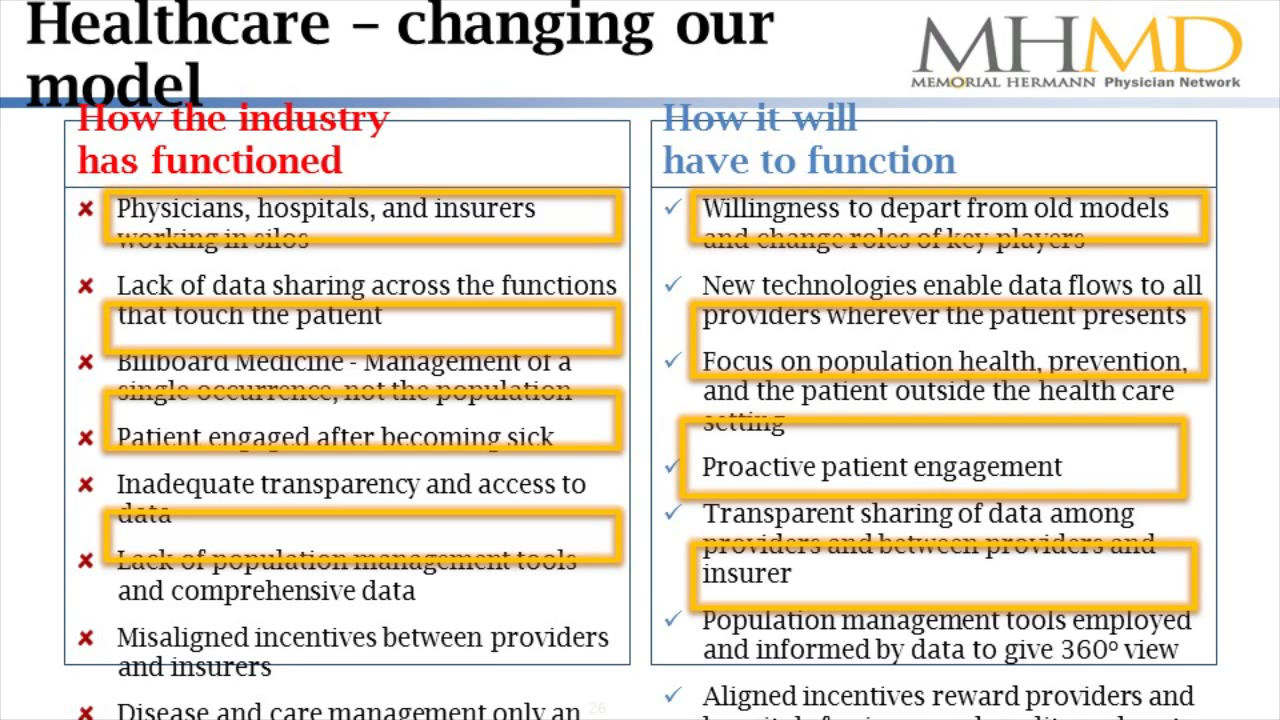 Healthcare – changing our
model
MHMD
MEMORIAL HERMANN Physician Network
How the industry
has functioned
✘ Physicians, hospitals, and insurers
working in silos
✘ Lack of data sharing across the functions
that touch the patient
✘ Billboard Medicine - Management of a
single occurrence, not the population
✘ Patient engaged after becoming sick
✘ Inadequate transparency and access to
data
✘ Lack of population management tools
and comprehensive data
✘ Misaligned incentives between providers
and insurers
✘ Disease and care management only an
How it will
have to function
✓ Willingness to depart from old models
and change roles of key players
✓ New technologies enable data flows to all
providers wherever the patient presents
✓ Focus on population health, prevention,
and the patient outside the health care
setting
✓ Proactive patient engagement
✓ Transparent sharing of data among
providers and between providers and
insurer
✓ Population management tools employed
and informed by data to give 360º view
✓ Aligned incentives reward providers and
26